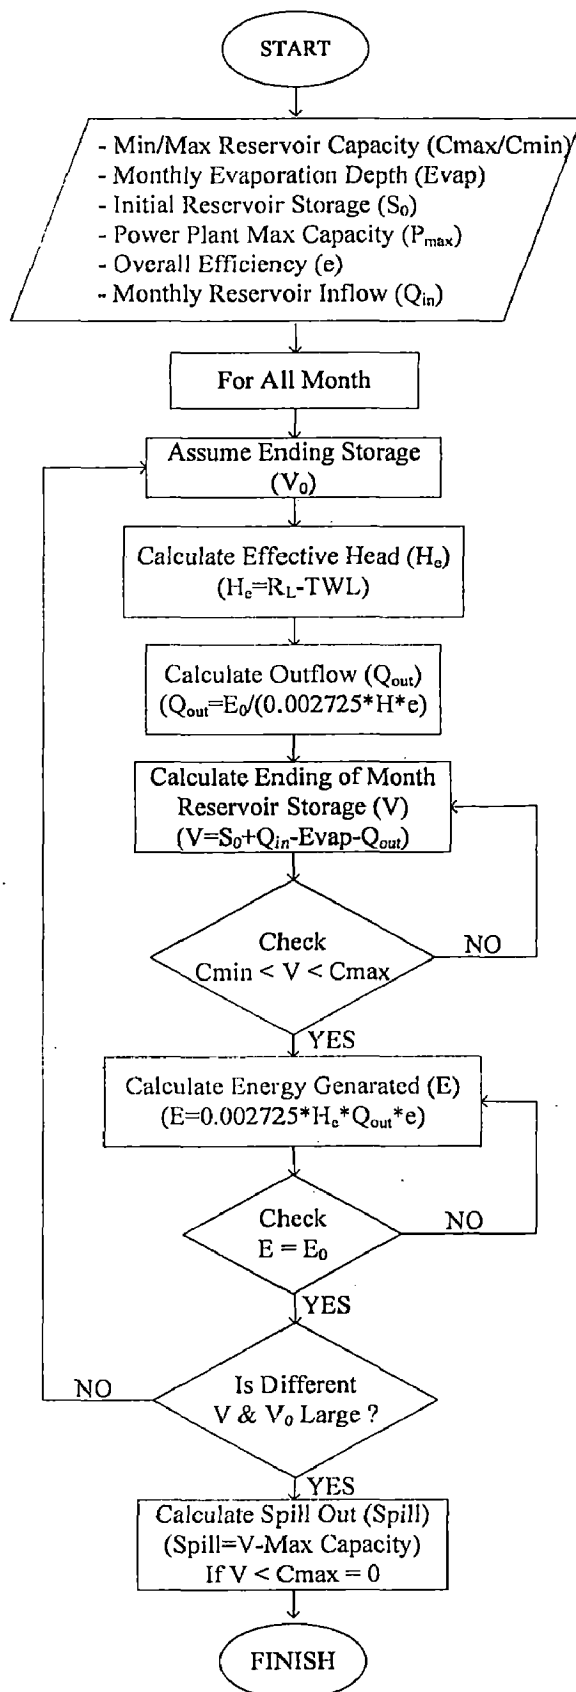 START
- Min/Max Reservoir Capacity (Cmax/Cmin)
- Monthly Evaporation Depth (Evap)
- Initial Reservoir Storage (S₀)
- Power Plant Max Capacity (Pmax)
- Overall Efficiency (e)
- Monthly Reservoir Inflow (Qin)
For All Month
Assume Ending Storage
(V₀)
Calculate Effective Head (He)
(He=RL-TWL)
Calculate Outflow (Qout)
(Qout=E₀/(0.002725*H*e)
Calculate Ending of Month
Reservoir Storage (V)
(V=S₀+Qin-Evap-Qout)
Check
Cmin < V < Cmax
NO
YES
Calculate Energy Genarated (E)
(E=0.002725*He*Qout*e)
Check
E = E₀
NO
YES
Is Different
V & V₀ Large ?
NO
YES
Calculate Spill Out (Spill)
(Spill=V-Max Capacity)
If V < Cmax = 0
FINISH